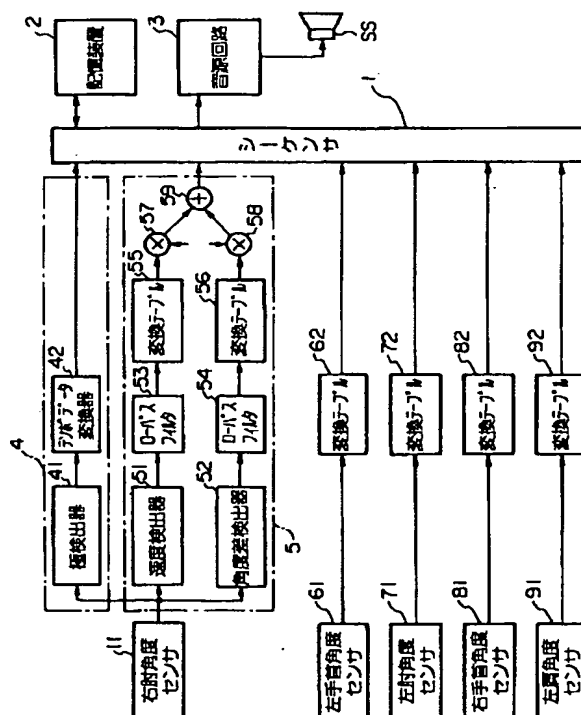 2
記憶装置
3
音源回路
SS
1
シーケンサ
4
41
極検出器
42
テンポデータ
変換器
11
右肘角度
センサ
5
51
速度検出器
53
ローパス
フィルタ
55
変換テーブル
57
×
59
+
52
角度差検出器
54
ローパス
フィルタ
56
変換テーブル
58
×
61
左手首角度
センサ
62
変換テーブル
71
左肘角度
センサ
72
変換テーブル
81
右手首角度
センサ
82
変換テーブル
91
左肩角度
センサ
92
変換テーブル